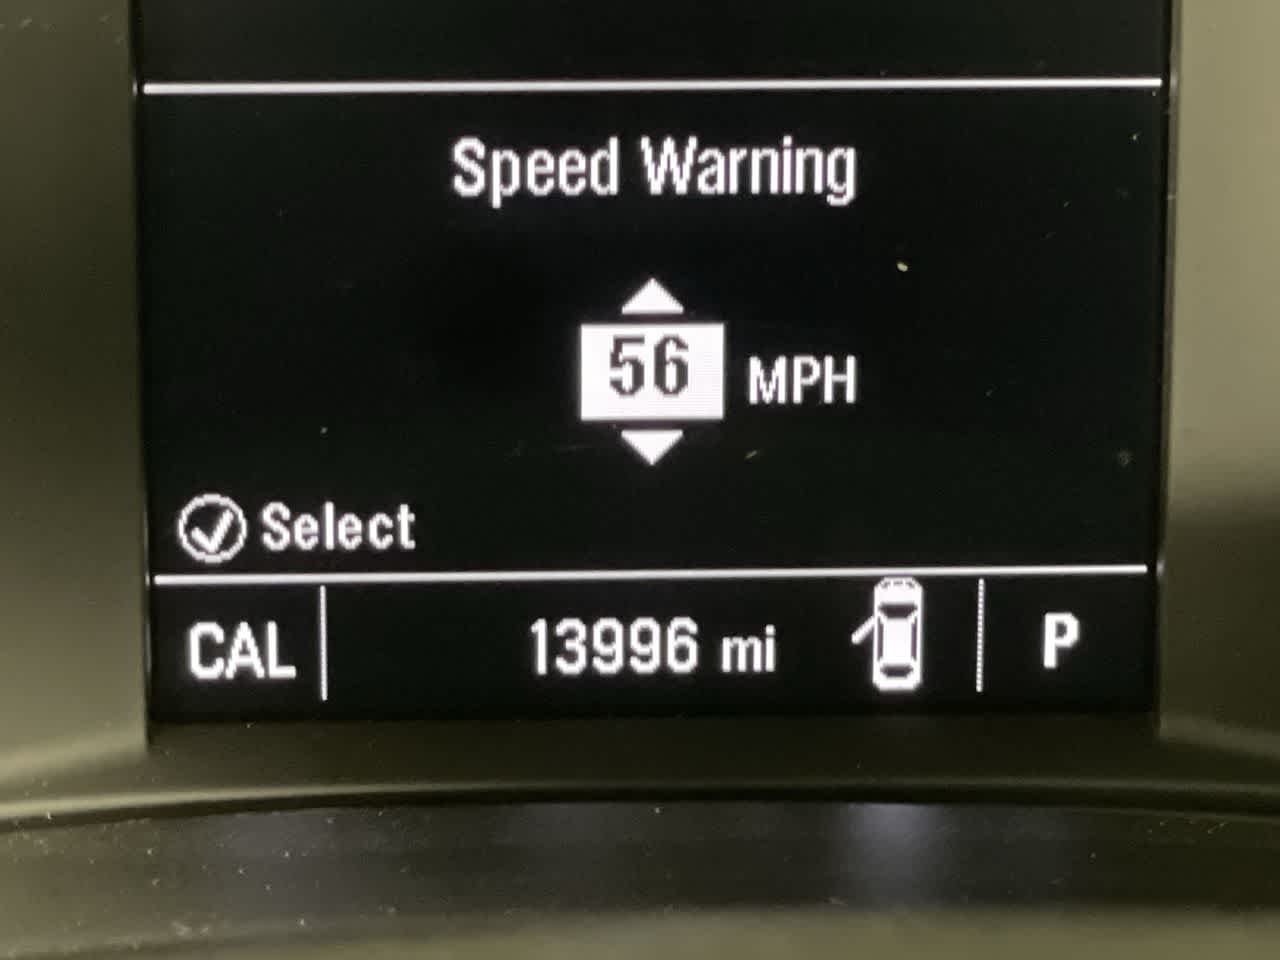 Speed Warning
56 MPH
Select
CAL 13996 mi P